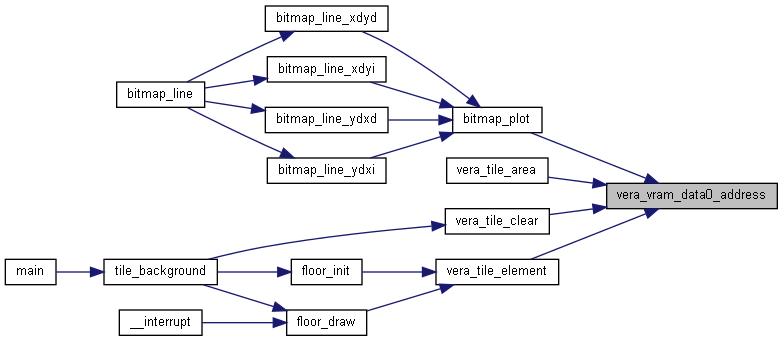 bitmap_line_xdyd
bitmap_line_xdyi
bitmap_line
bitmap_line_ydxd
bitmap_plot
bitmap_line_ydxi
vera_tile_area
vera_vram_data0_address
vera_tile_clear
main
tile_background
floor_init
vera_tile_element
__interrupt
floor_draw